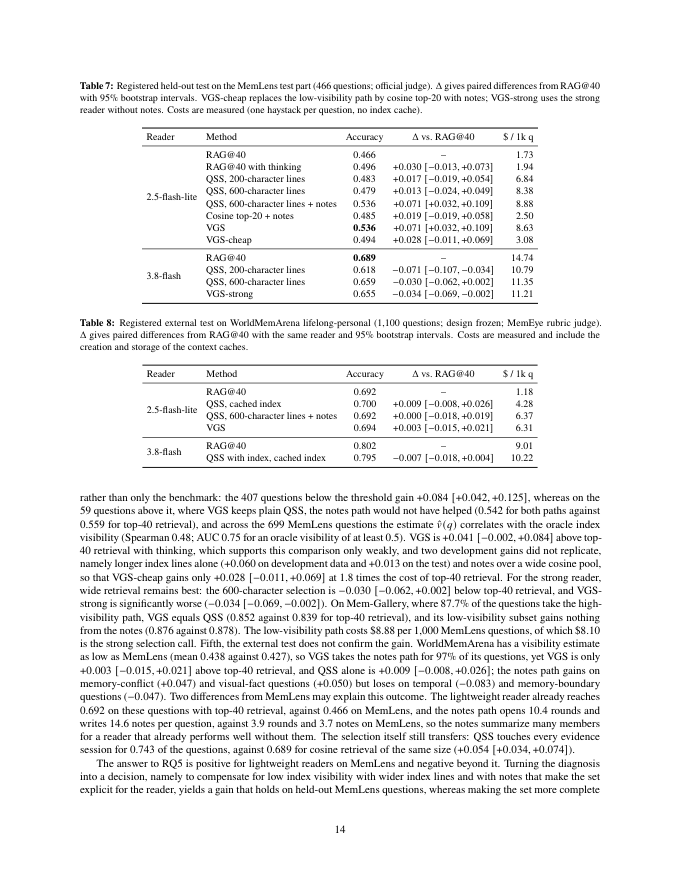 Table 7: Registered held-out test on the MemLens test part (466 questions; official judge). Δ gives paired differences from RAG@40
with 95% bootstrap intervals. VGS-cheap replaces the low-visibility path by cosine top-20 with notes; VGS-strong uses the strong
reader without notes. Costs are measured (one haystack per question, no index cache).
Reader Method Accuracy Δ vs. RAG@40 $ / 1k q
RAG@40 0.466 – 1.73
RAG@40 with thinking 0.496 +0.030 [−0.013, +0.073] 1.94
QSS, 200-character lines 0.483 +0.017 [−0.019, +0.054] 6.84
QSS, 600-character lines 0.479 +0.013 [−0.024, +0.049] 8.38
2.5-flash-lite QSS, 600-character lines + notes 0.536 +0.071 [+0.032, +0.109] 8.88
Cosine top-20 + notes 0.485 +0.019 [−0.019, +0.058] 2.50
VGS 0.536 +0.071 [+0.032, +0.109] 8.63
VGS-cheap 0.494 +0.028 [−0.011, +0.069] 3.08
RAG@40 0.689 – 14.74
3.8-flash QSS, 200-character lines 0.618 −0.071 [−0.107, −0.034] 10.79
QSS, 600-character lines 0.659 −0.030 [−0.062, +0.002] 11.35
VGS-strong 0.655 −0.034 [−0.069, −0.002] 11.21
Table 8: Registered external test on WorldMemArena lifelong-personal (1,100 questions; design frozen; MemEye rubric judge).
Δ gives paired differences from RAG@40 with the same reader and 95% bootstrap intervals. Costs are measured and include the
creation and storage of the context caches.
Reader Method Accuracy Δ vs. RAG@40 $ / 1k q
RAG@40 0.692 – 1.18
2.5-flash-lite QSS, cached index 0.700 +0.009 [−0.008, +0.026] 4.28
QSS, 600-character lines + notes 0.692 +0.000 [−0.018, +0.019] 6.37
VGS 0.694 +0.003 [−0.015, +0.021] 6.31
3.8-flash RAG@40 0.802 – 9.01
QSS with index, cached index 0.795 −0.007 [−0.018, +0.004] 10.22
rather than only the benchmark: the 407 questions below the threshold gain +0.084 [+0.042, +0.125], whereas on the
59 questions above it, where VGS keeps plain QSS, the notes path would not have helped (0.542 for both paths against
0.559 for top-40 retrieval), and across the 699 MemLens questions the estimate v̂(q) correlates with the oracle index
visibility (Spearman 0.48; AUC 0.75 for an oracle visibility of at least 0.5). VGS is +0.041 [−0.002, +0.084] above top-
40 retrieval with thinking, which supports this comparison only weakly, and two development gains did not replicate,
namely longer index lines alone (+0.060 on development data and +0.013 on the test) and notes over a wide cosine pool,
so that VGS-cheap gains only +0.028 [−0.011, +0.069] at 1.8 times the cost of top-40 retrieval. For the strong reader,
wide retrieval remains best: the 600-character selection is −0.030 [−0.062, +0.002] below top-40 retrieval, and VGS-
strong is significantly worse (−0.034 [−0.069, −0.002]). On Mem-Gallery, where 87.7% of the questions take the high-
visibility path, VGS equals QSS (0.852 against 0.839 for top-40 retrieval), and its low-visibility subset gains nothing
from the notes (0.876 against 0.878). The low-visibility path costs $8.88 per 1,000 MemLens questions, of which $8.10
is the strong selection call. Fifth, the external test does not confirm the gain. WorldMemArena has a visibility estimate
as low as MemLens (mean 0.438 against 0.427), so VGS takes the notes path for 97% of its questions, yet VGS is only
+0.003 [−0.015, +0.021] above top-40 retrieval, and QSS alone is +0.009 [−0.008, +0.026]; the notes path gains on
memory-conflict (+0.047) and visual-fact questions (+0.050) but loses on temporal (−0.083) and memory-boundary
questions (−0.047). Two differences from MemLens may explain this outcome. The lightweight reader already reaches
0.692 on these questions with top-40 retrieval, against 0.466 on MemLens, and the notes path opens 10.4 rounds and
writes 14.6 notes per question, against 3.9 rounds and 3.7 notes on MemLens, so the notes summarize many members
for a reader that already performs well without them. The selection itself still transfers: QSS touches every evidence
session for 0.743 of the questions, against 0.689 for cosine retrieval of the same size (+0.054 [+0.034, +0.074]).
The answer to RQ5 is positive for lightweight readers on MemLens and negative beyond it. Turning the diagnosis
into a decision, namely to compensate for low index visibility with wider index lines and with notes that make the set
explicit for the reader, yields a gain that holds on held-out MemLens questions, whereas making the set more complete
14